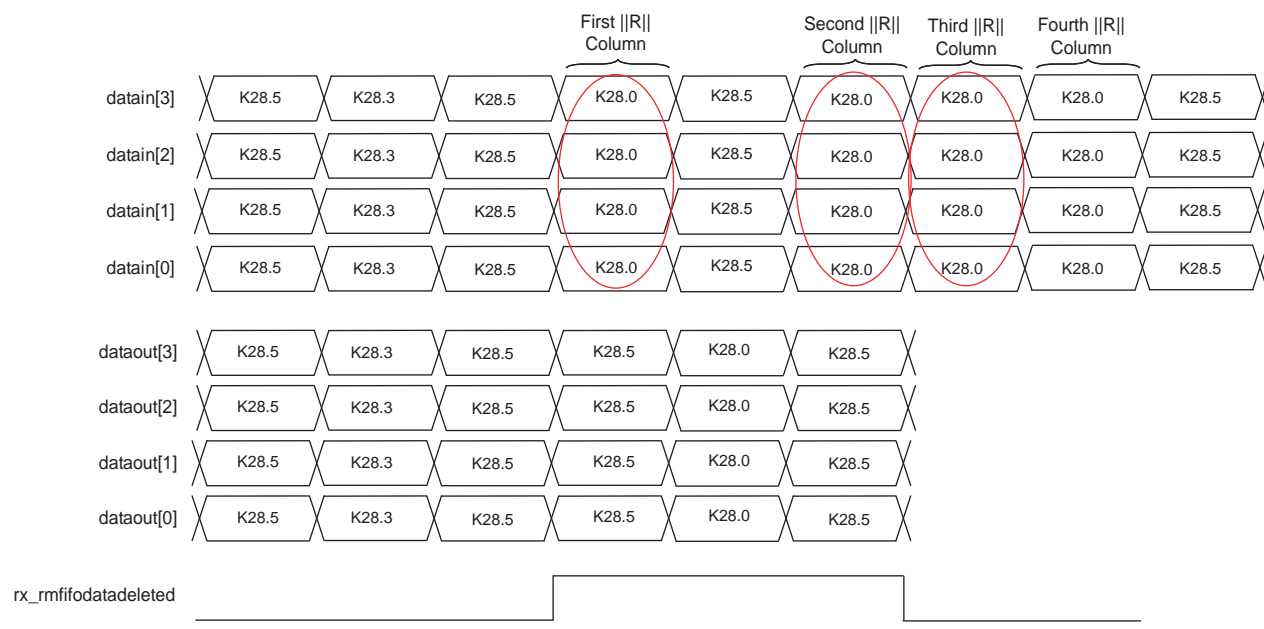 First ||R||
Column
Second ||R||
Column
Third ||R||
Column
Fourth ||R||
Column
datain[3] K28.5 K28.3 K28.5 K28.0 K28.5 K28.0 K28.0 K28.0 K28.5
datain[2] K28.5 K28.3 K28.5 K28.0 K28.5 K28.0 K28.0 K28.0 K28.5
datain[1] K28.5 K28.3 K28.5 K28.0 K28.5 K28.0 K28.0 K28.0 K28.5
datain[0] K28.5 K28.3 K28.5 K28.0 K28.5 K28.0 K28.0 K28.0 K28.5
dataout[3] K28.5 K28.3 K28.5 K28.5 K28.0 K28.5
dataout[2] K28.5 K28.3 K28.5 K28.5 K28.0 K28.5
dataout[1] K28.5 K28.3 K28.5 K28.5 K28.0 K28.5
dataout[0] K28.5 K28.3 K28.5 K28.5 K28.0 K28.5
rx_rmfifodatadeleted